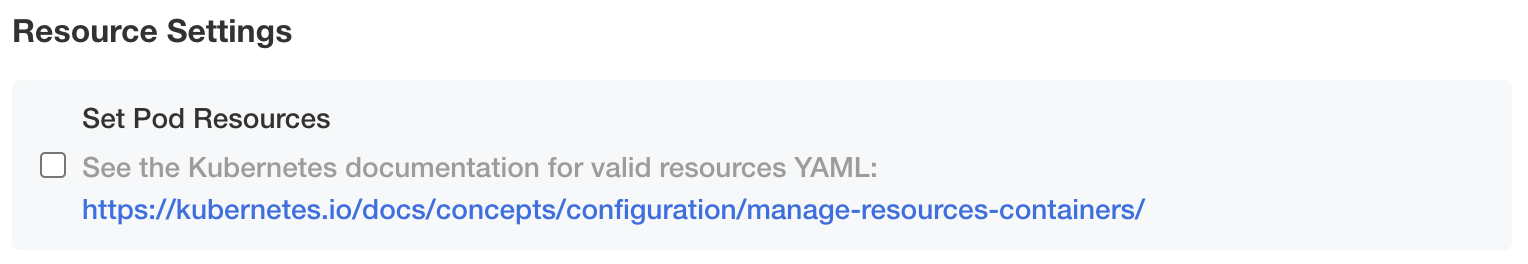 Resource Settings
Set Pod Resources
See the Kubernetes documentation for valid resources YAML:
https://kubernetes.io/docs/concepts/configuration/manage-resources-containers/